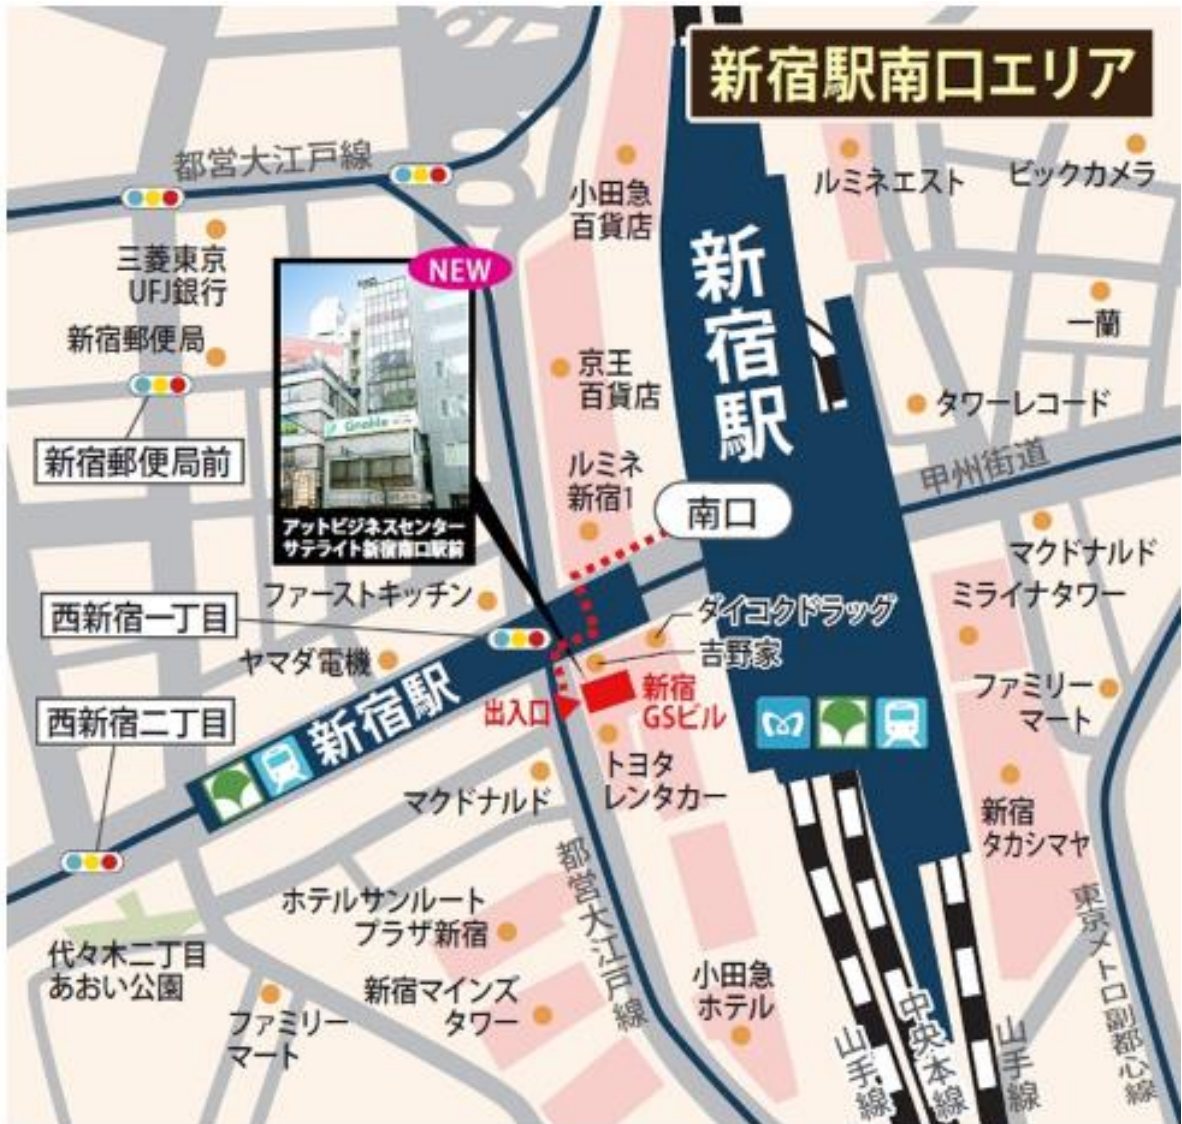 新宿駅南口エリア
都営大江戸線
小田急
百貨店
ルミネエスト
ビックカメラ
三菱東京
UFJ銀行
NEW
新宿駅
新宿郵便局
一蘭
京王
百貨店
タワーレコード
新宿郵便局前
ルミネ
新宿1
甲州街道
南口
アットビジネスセンター
サテライト新宿南口駅前
マクドナルド
ファーストキッチン
ミライナタワー
西新宿一丁目
ダイコクドラッグ
吉野家
ヤマダ電機
新宿駅
出入口
新宿
GSビル
ファミリー
マート
西新宿二丁目
トヨタ
レンタカー
マクドナルド
新宿
タカシマヤ
都営大江戸線
ホテルサンルート
プラザ新宿
東京メトロ副都心線
代々木二丁目
あおい公園
新宿マインズ
タワー
小田急
ホテル
ファミリー
マート
山手線
中央本線
山手線